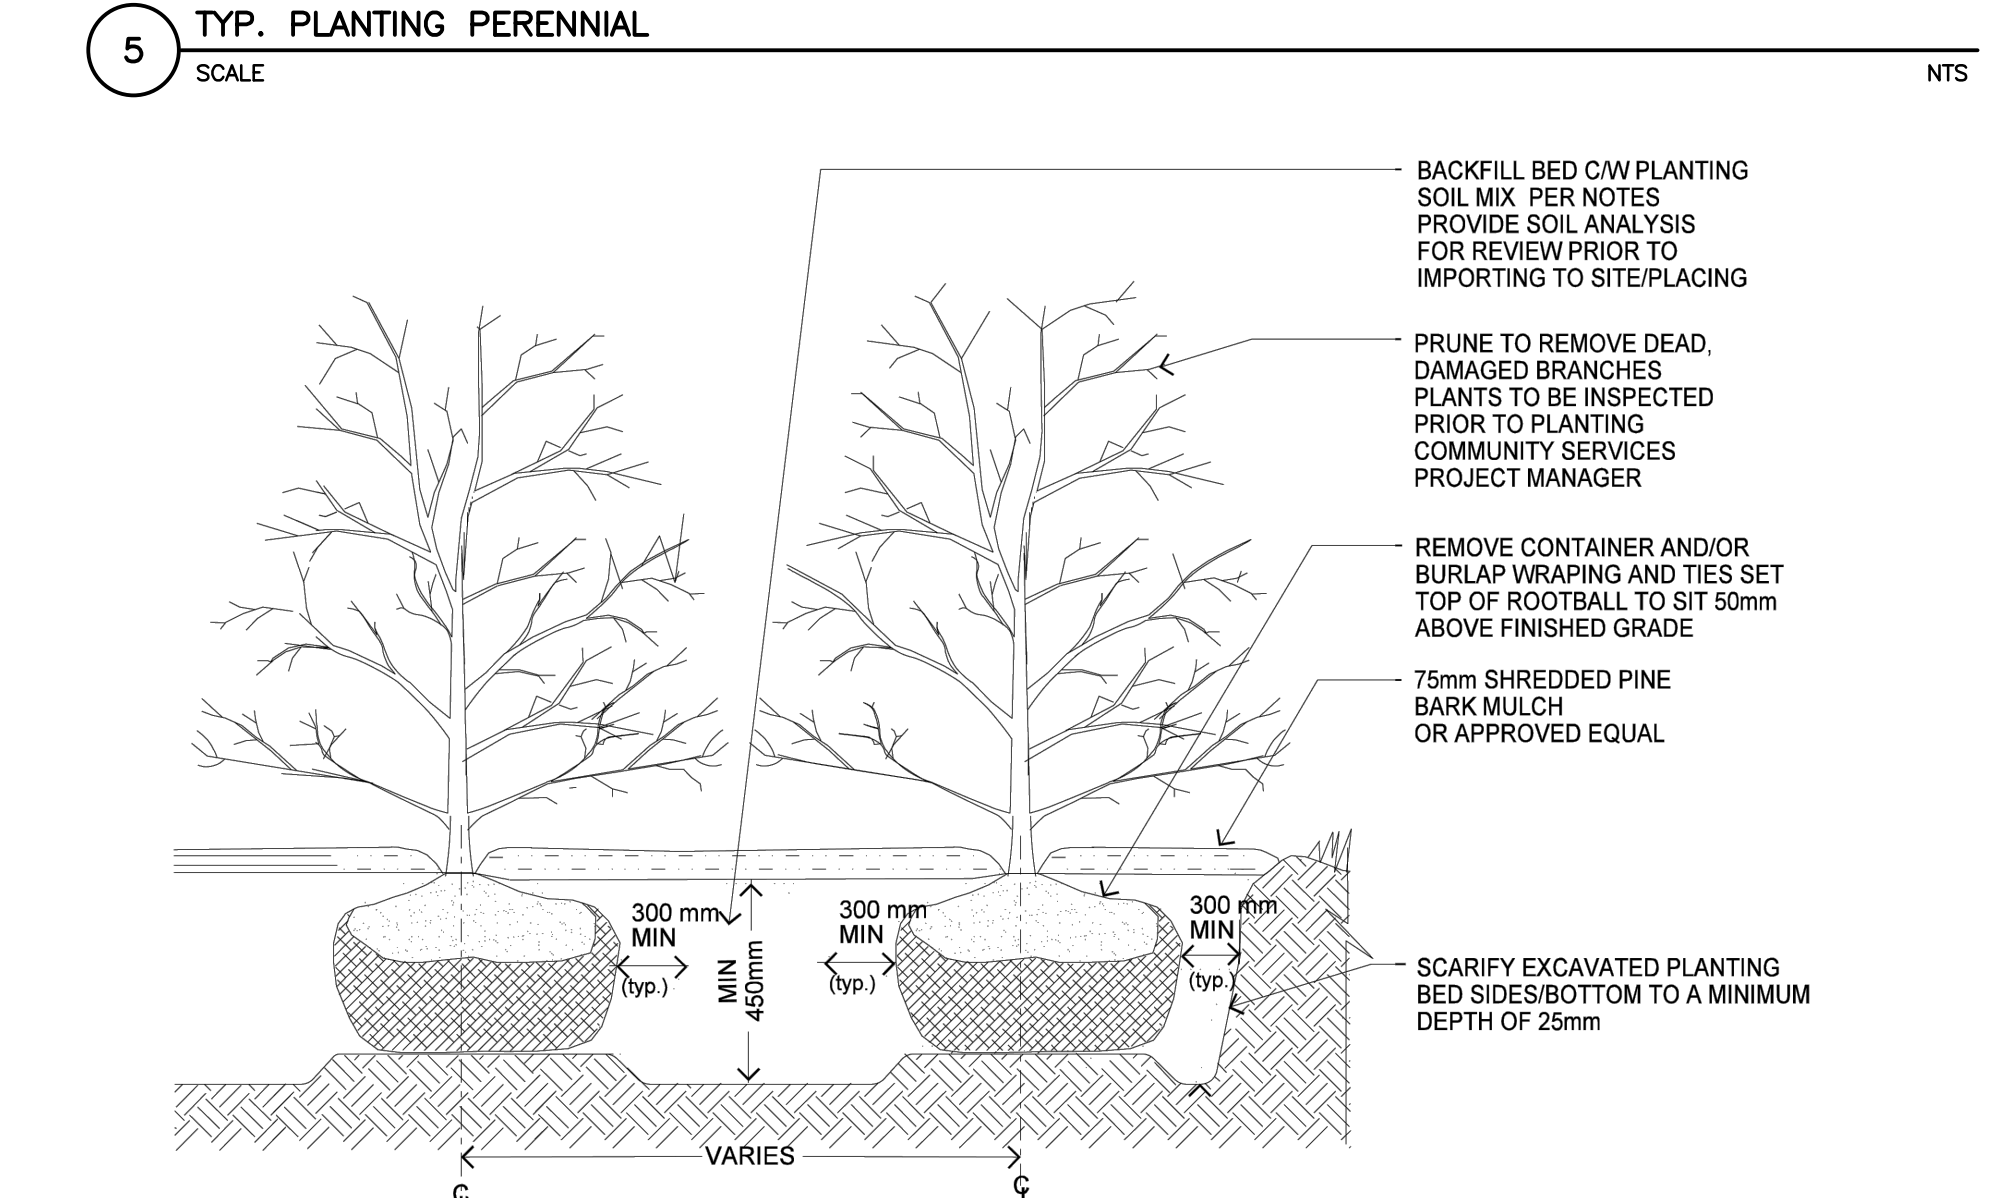 5
TYP. PLANTING PERENNIAL
SCALE
NTS
BACKFILL BED C/W PLANTING
SOIL MIX PER NOTES
PROVIDE SOIL ANALYSIS
FOR REVIEW PRIOR TO
IMPORTING TO SITE/PLACING
PRUNE TO REMOVE DEAD,
DAMAGED BRANCHES
PLANTS TO BE INSPECTED
PRIOR TO PLANTING
COMMUNITY SERVICES
PROJECT MANAGER
REMOVE CONTAINER AND/OR
BURLAP WRAPING AND TIES SET
TOP OF ROOTBALL TO SIT 50mm
ABOVE FINISHED GRADE
75mm SHREDDED PINE
BARK MULCH
OR APPROVED EQUAL
300 mm
MIN
(typ.)
MIN
450mm
300 mm
MIN
(typ.)
300 mm
MIN
(typ.)
SCARIFY EXCAVATED PLANTING
BED SIDES/BOTTOM TO A MINIMUM
DEPTH OF 25mm
VARIES
℄
℄